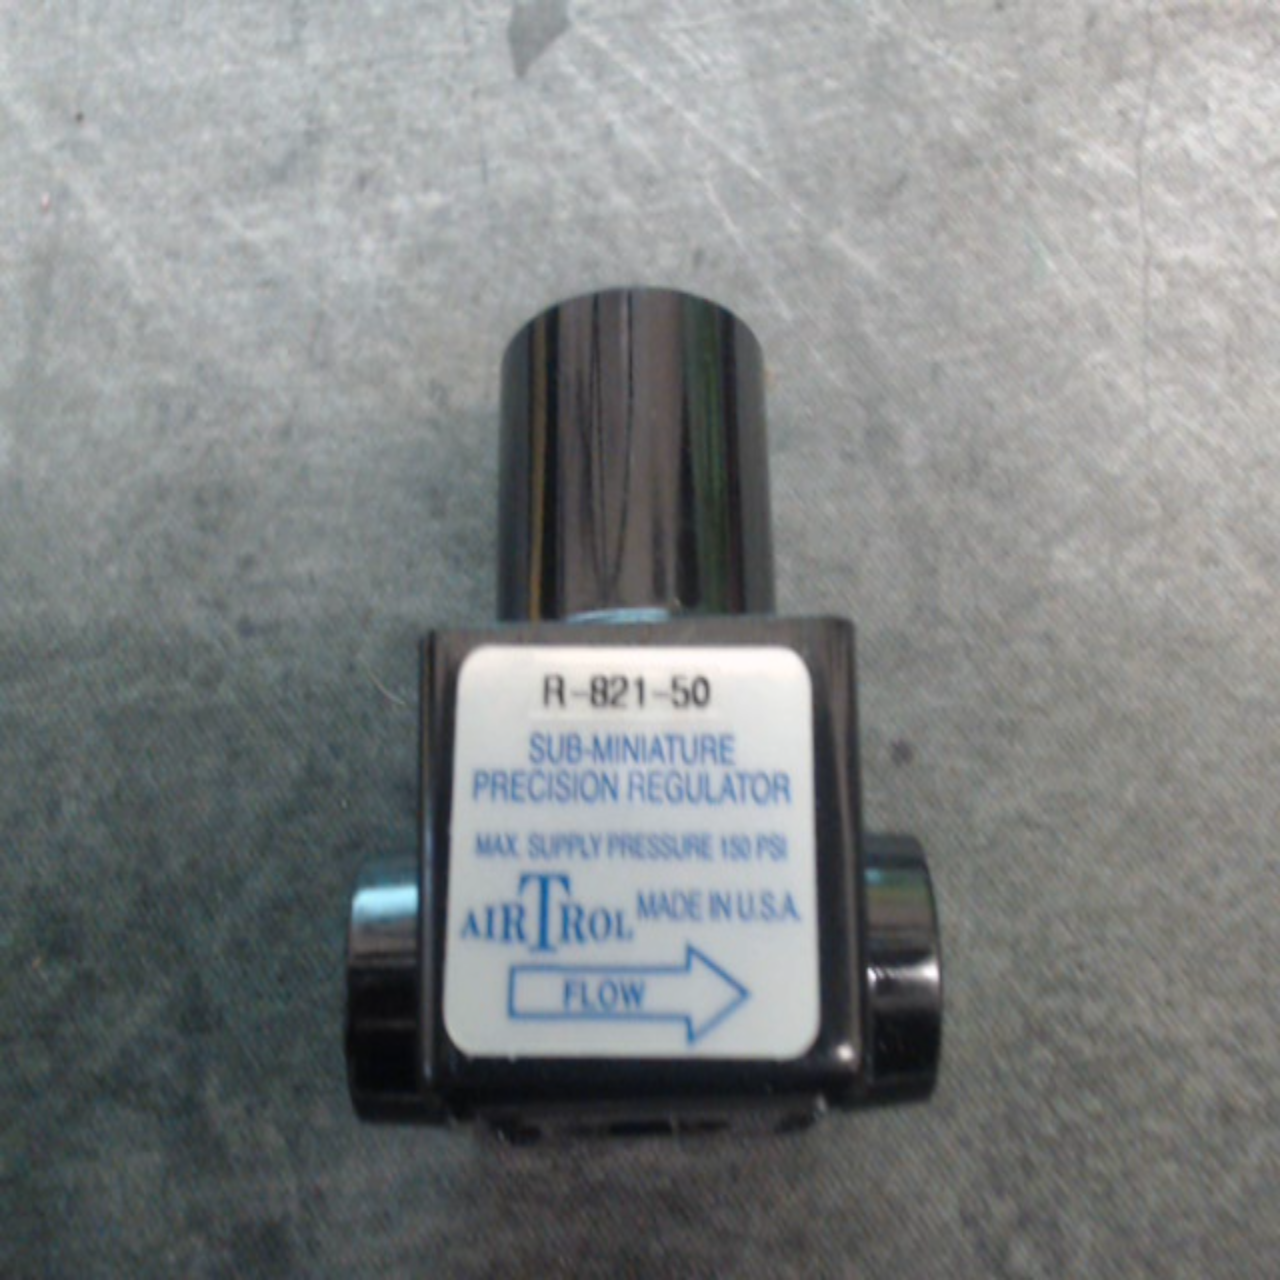 R-821-50
SUB-MINIATURE
PRECISION REGULATOR
MAX. SUPPLY PRESSURE 150 PSI
AIRTROL MADE IN U.S.A.
FLOW